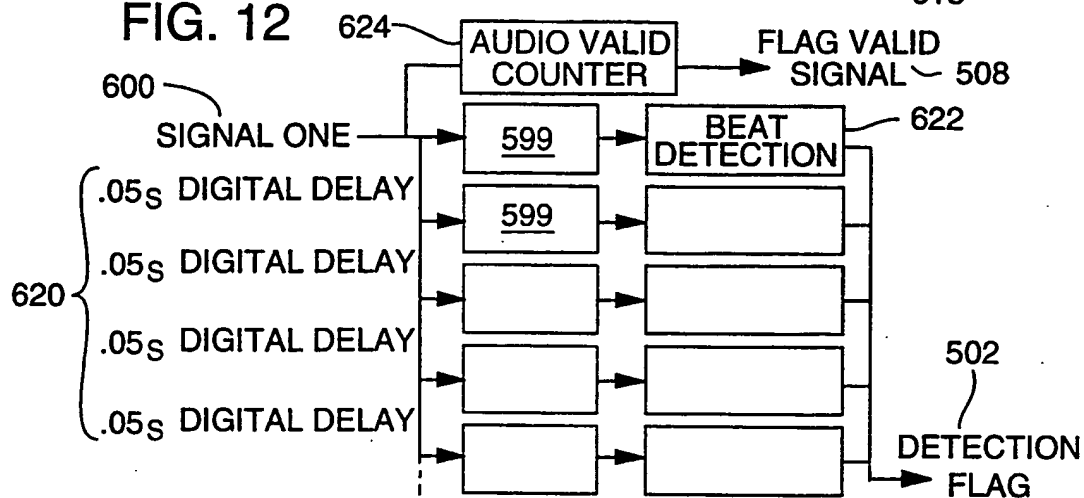 FIG. 12
624
AUDIO VALID
COUNTER
FLAG VALID
SIGNAL 508
600
SIGNAL ONE
599
BEAT
DETECTION
622
.05s DIGITAL DELAY
599
.05s DIGITAL DELAY
620
.05s DIGITAL DELAY
.05s DIGITAL DELAY
502
DETECTION
FLAG